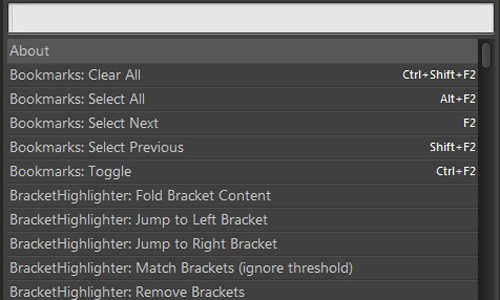 About
Bookmarks: Clear All Ctrl+Shift+F2
Bookmarks: Select All Alt+F2
Bookmarks: Select Next F2
Bookmarks: Select Previous Shift+F2
Bookmarks: Toggle Ctrl+F2
BracketHighlighter: Fold Bracket Content
BracketHighlighter: Jump to Left Bracket
BracketHighlighter: Jump to Right Bracket
BracketHighlighter: Match Brackets (ignore threshold)
BracketHighlighter: Remove Brackets